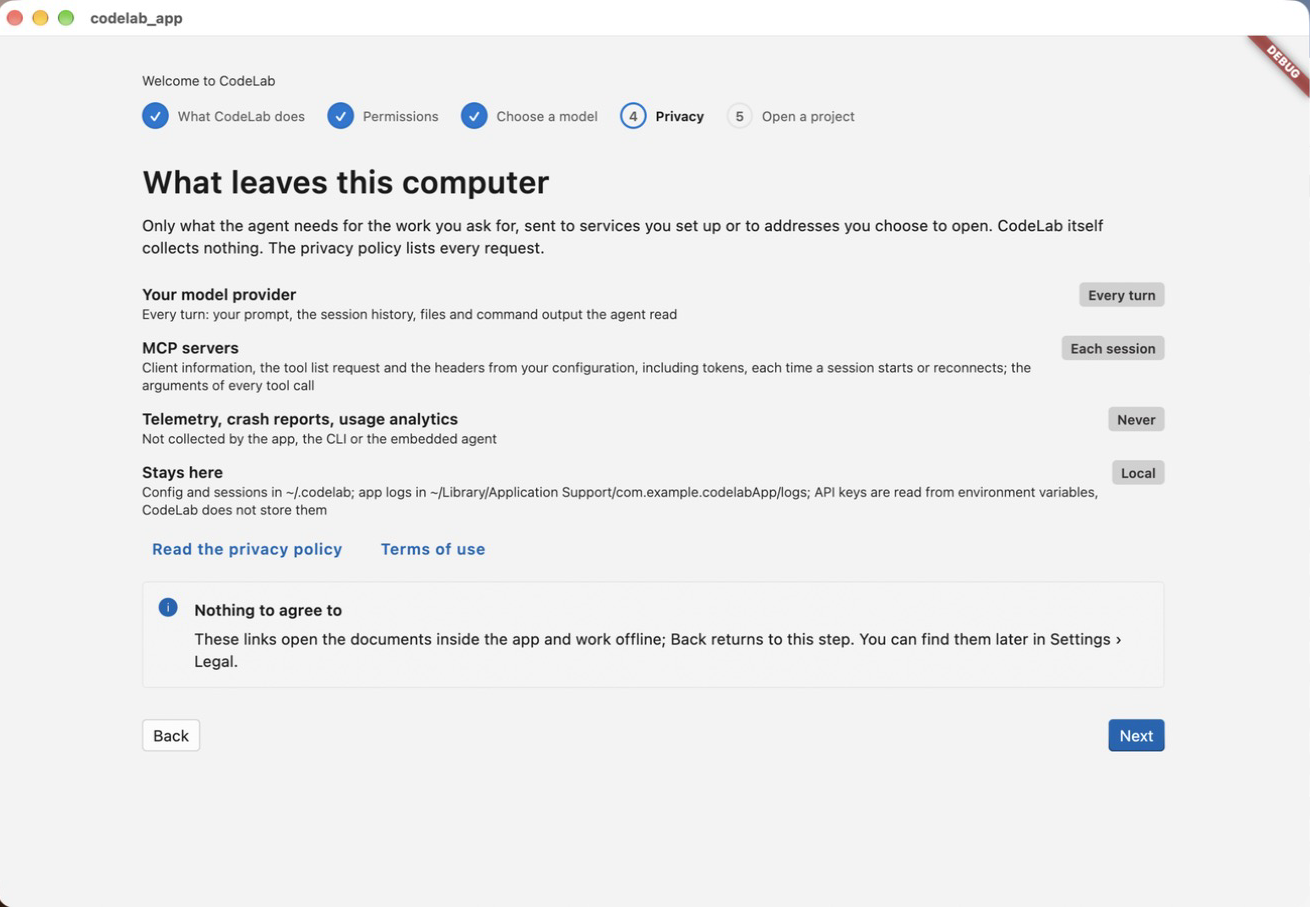 codelab_app
DEBUG
Welcome to CodeLab
What CodeLab does
Permissions
Choose a model
4 Privacy
5 Open a project
What leaves this computer
Only what the agent needs for the work you ask for, sent to services you set up or to addresses you choose to open. CodeLab itself
collects nothing. The privacy policy lists every request.
Your model provider
Every turn
Every turn: your prompt, the session history, files and command output the agent read
MCP servers
Each session
Client information, the tool list request and the headers from your configuration, including tokens, each time a session starts or reconnects; the
arguments of every tool call
Telemetry, crash reports, usage analytics
Never
Not collected by the app, the CLI or the embedded agent
Stays here
Local
Config and sessions in ~/.codelab; app logs in ~/Library/Application Support/com.example.codelabApp/logs; API keys are read from environment variables,
CodeLab does not store them
Read the privacy policy
Terms of use
Nothing to agree to
These links open the documents inside the app and work offline; Back returns to this step. You can find them later in Settings ›
Legal.
Back
Next